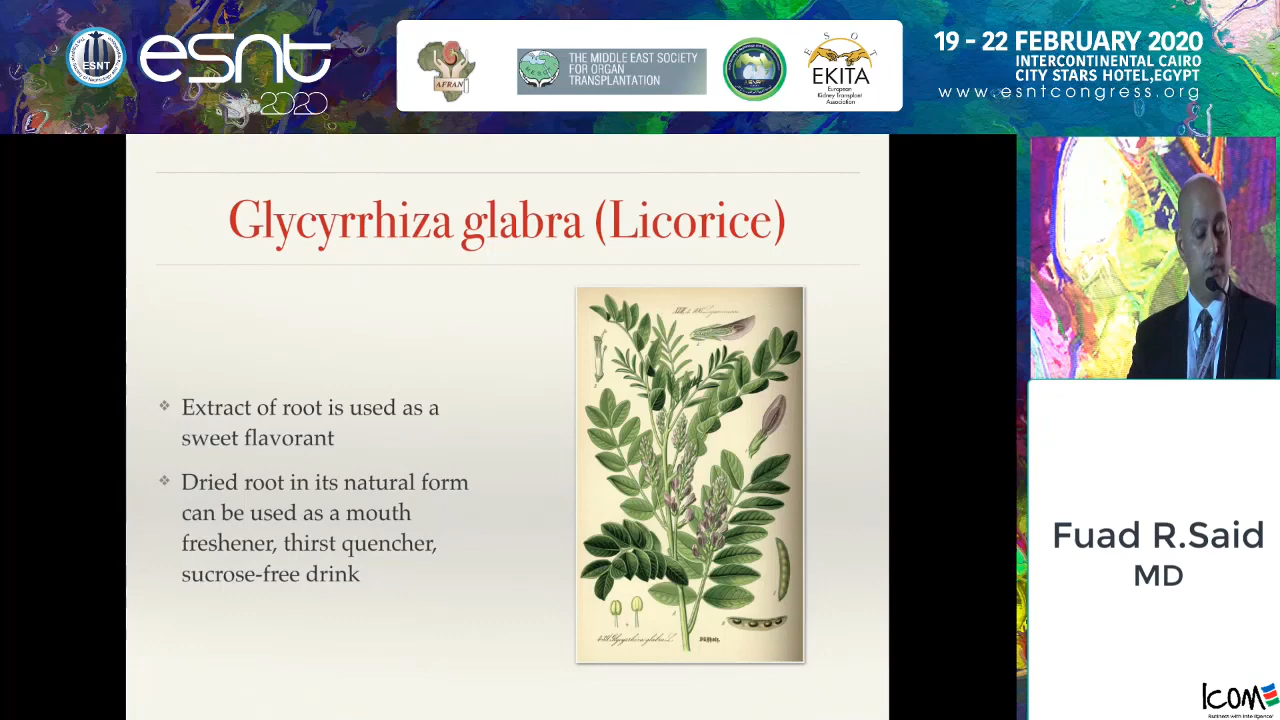 ESNT
esnt
2020
AFRAN
THE MIDDLE EAST SOCIETY
FOR ORGAN
TRANSPLANTATION
ESOT
EKITA
European
Kidney Transplant
Association
19 - 22 FEBRUARY 2020
INTERCONTINENTAL CAIRO
CITY STARS HOTEL,EGYPT
www.esntcongress.org
Glycyrrhiza glabra (Licorice)
❖ Extract of root is used as a
sweet flavorant
❖ Dried root in its natural form
can be used as a mouth
freshener, thirst quencher,
sucrose-free drink
Fuad R.Said
MD
ICOM